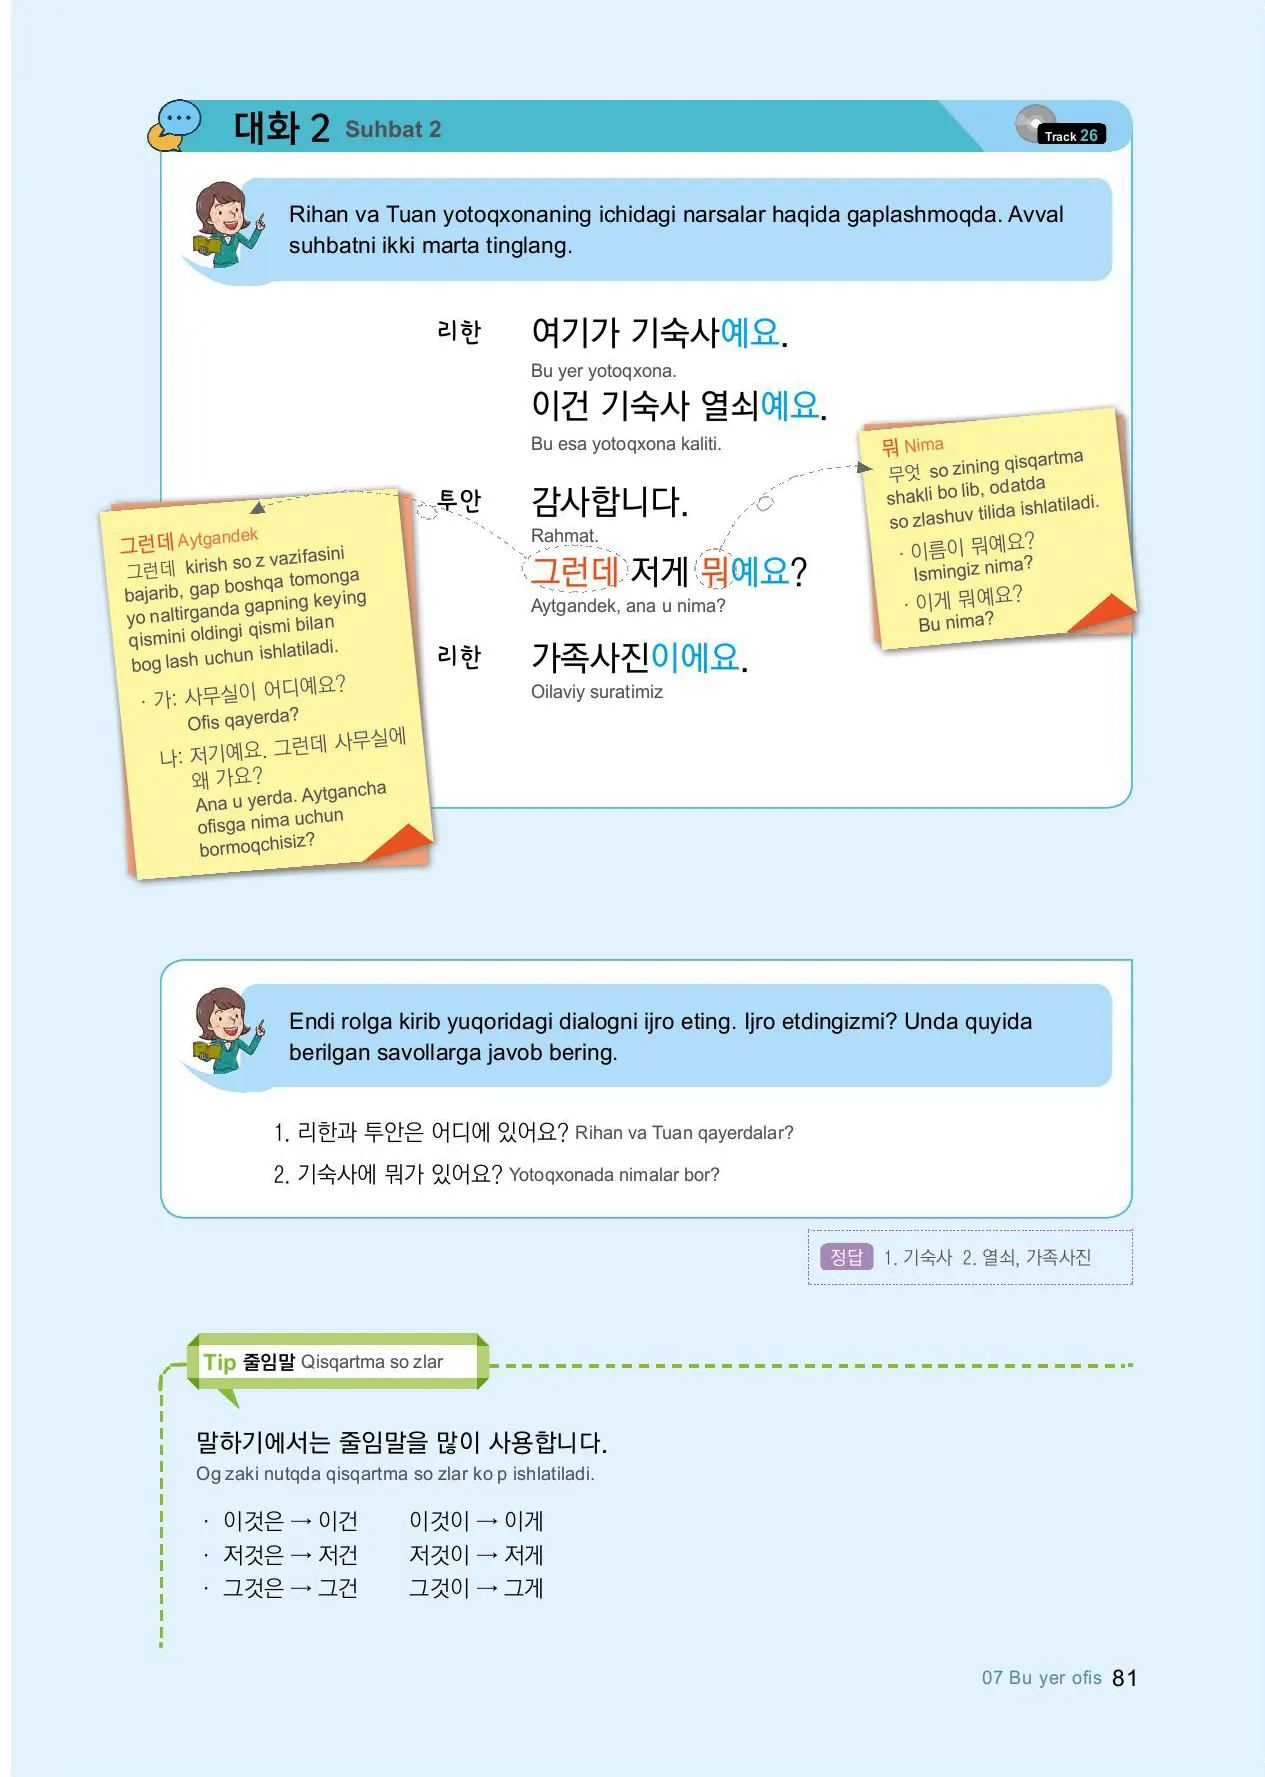 대화 2 Suhbat 2
Track 26
Rihan va Tuan yotoqxonaning ichidagi narsalar haqida gaplashmoqda. Avval
suhbatni ikki marta tinglang.
리한 여기가 기숙사예요.
Bu yer yotoqxona.
이건 기숙사 열쇠예요.
Bu esa yotoqxona kaliti.
투안 감사합니다.
Rahmat.
그런데 저게 뭐예요?
Aytgandek, ana u nima?
리한 가족사진이에요.
Oilaviy suratimiz
뭐 Nima
무엇 so zining qisqartma
shakli bo lib, odatda
so zlashuv tilida ishlatiladi.
· 이름이 뭐예요?
Ismingiz nima?
· 이게 뭐예요?
Bu nima?
그런데 Aytgandek
그런데 kirish so z vazifasini
bajarib, gap boshqa tomonga
yo naltirganda gapning keying
qismini oldingi qismi bilan
bog lash uchun ishlatiladi.
· 가: 사무실이 어디예요?
Ofis qayerda?
나: 저기예요. 그런데 사무실에
왜 가요?
Ana u yerda. Aytgancha
ofisga nima uchun
bormoqchisiz?
Endi rolga kirib yuqoridagi dialogni ijro eting. Ijro etdingizmi? Unda quyida
berilgan savollarga javob bering.
1. 리한과 투안은 어디에 있어요? Rihan va Tuan qayerdalar?
2. 기숙사에 뭐가 있어요? Yotoqxonada nimalar bor?
정답 1. 기숙사 2. 열쇠, 가족사진
Tip 줄임말 Qisqartma so zlar
말하기에서는 줄임말을 많이 사용합니다.
Og zaki nutqda qisqartma so zlar ko p ishlatiladi.
· 이것은 → 이건 이것이 → 이게
· 저것은 → 저건 저것이 → 저게
· 그것은 → 그건 그것이 → 그게
07 Bu yer ofis 81